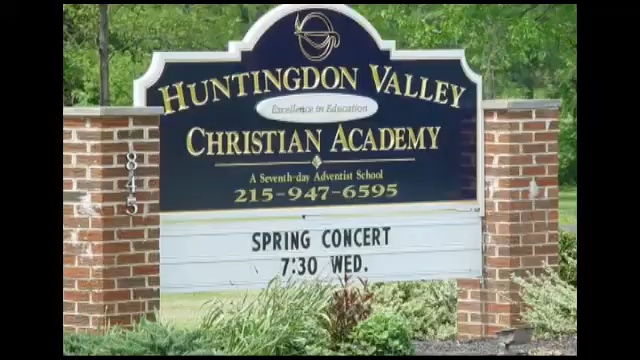 HUNTINGDON VALLEY
Excellence in Education
CHRISTIAN ACADEMY
A Seventh-day Adventist School
215-947-6595
845
SPRING CONCERT
7:30 WED.